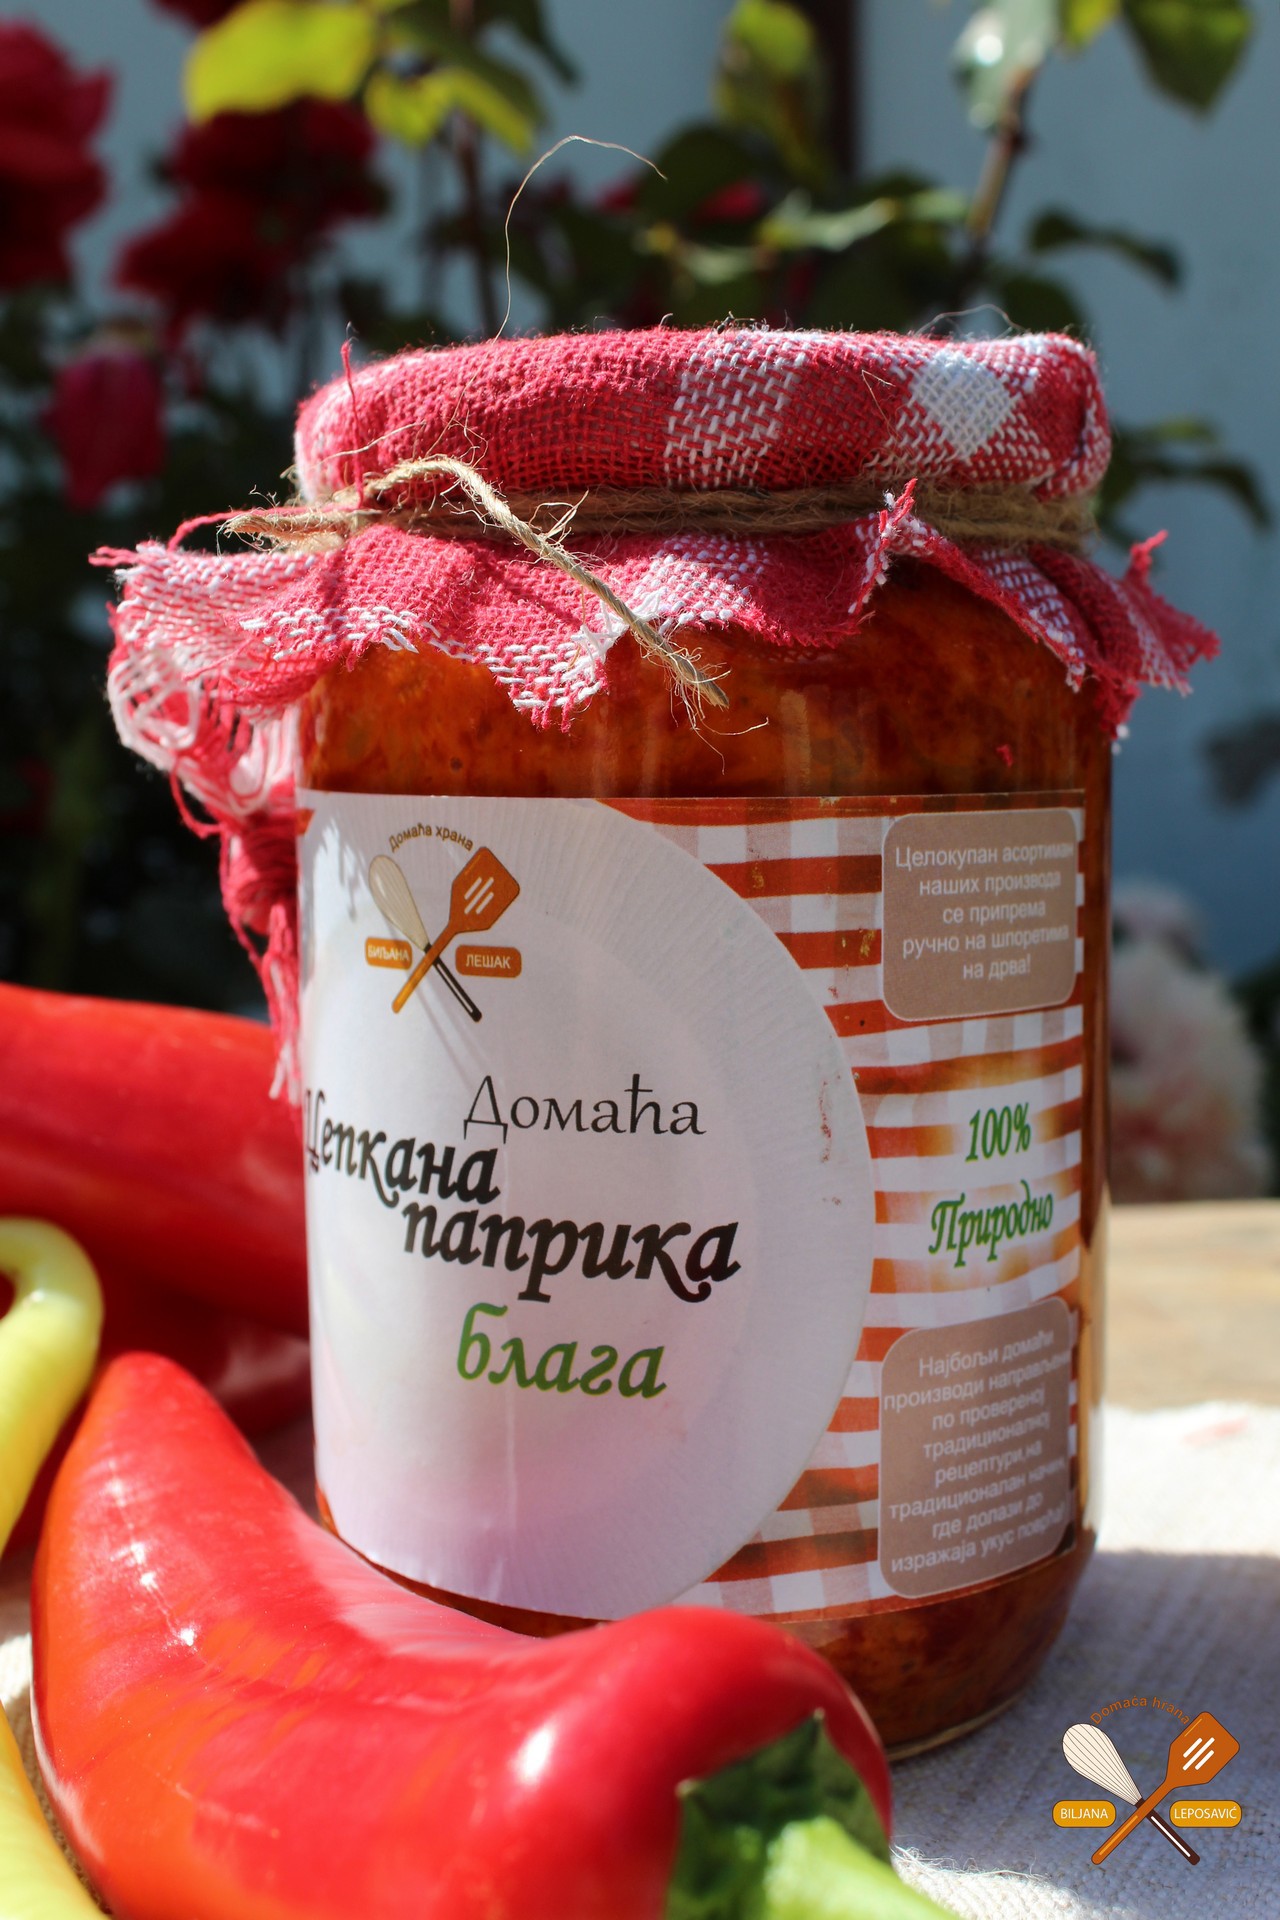 Домаћа храна
БИЉАНА
ЛЕШАК
Домаћа
Цепкана
паприка
блага
Целокупан асортиман
наших производа
се припрема
ручно на шпоретима
на дрва!
100%
Природно
Најбољи домаћи
производи направљени
по провереној
традиционалној
рецептури,на
традиционалан начин,
где долази до
изражаја укус поврћа!
Domaća hrana
BILJANA
LEPOSAVIĆ